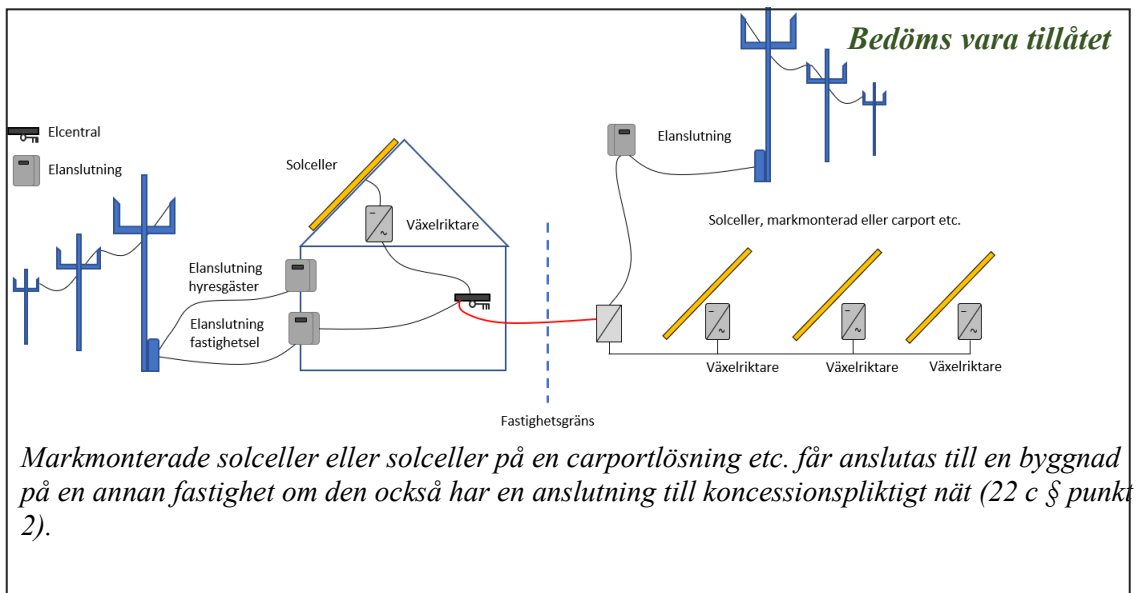 Bedöms vara tillåtet
Elcentral
Elanslutning
Solceller
Växelriktare
Elanslutning
hyresgäster
Elanslutning
fastighetsel
Elanslutning
Solceller, markmonterad eller carport etc.
Växelriktare
Växelriktare
Växelriktare
Fastighetsgräns
Markmonterade solceller eller solceller på en carportlösning etc. får anslutas till en byggnad
på en annan fastighet om den också har en anslutning till koncessionspliktigt nät (22 c § punkt
2).